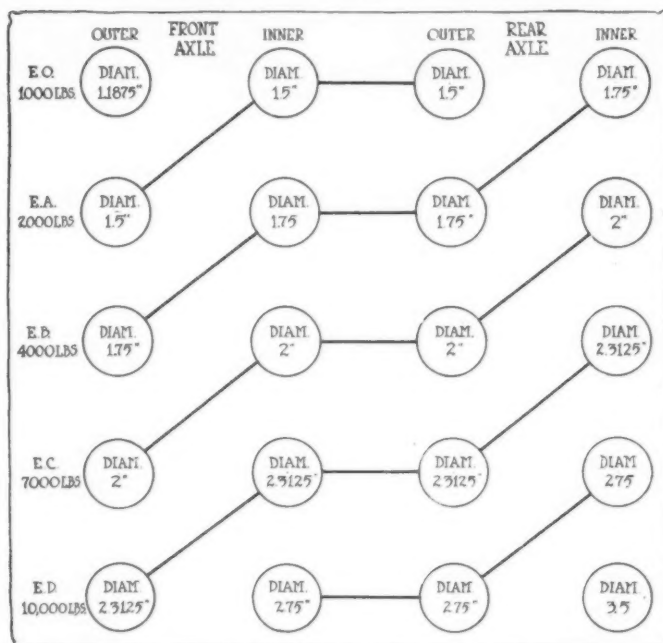 OUTER FRONT AXLE INNER OUTER REAR AXLE INNER
E.O. 1000 LBS. DIAM. 1.1875" DIAM. 1.5" DIAM. 1.5" DIAM. 1.75"
E.A. 2000 LBS DIAM. 1.5" DIAM. 1.75 DIAM. 1.75" DIAM. 2"
E.B. 4000 LBS DIAM. 1.75" DIAM. 2" DIAM. 2" DIAM. 2.3125"
E.C. 7000 LBS DIAM. 2" DIAM. 2.3125" DIAM. 2.3125" DIAM 2.75
E.D. 10,000 LBS. DIAM. 2.3125" DIAM. 2.75" DIAM. 2.75" DIAM. 3.5